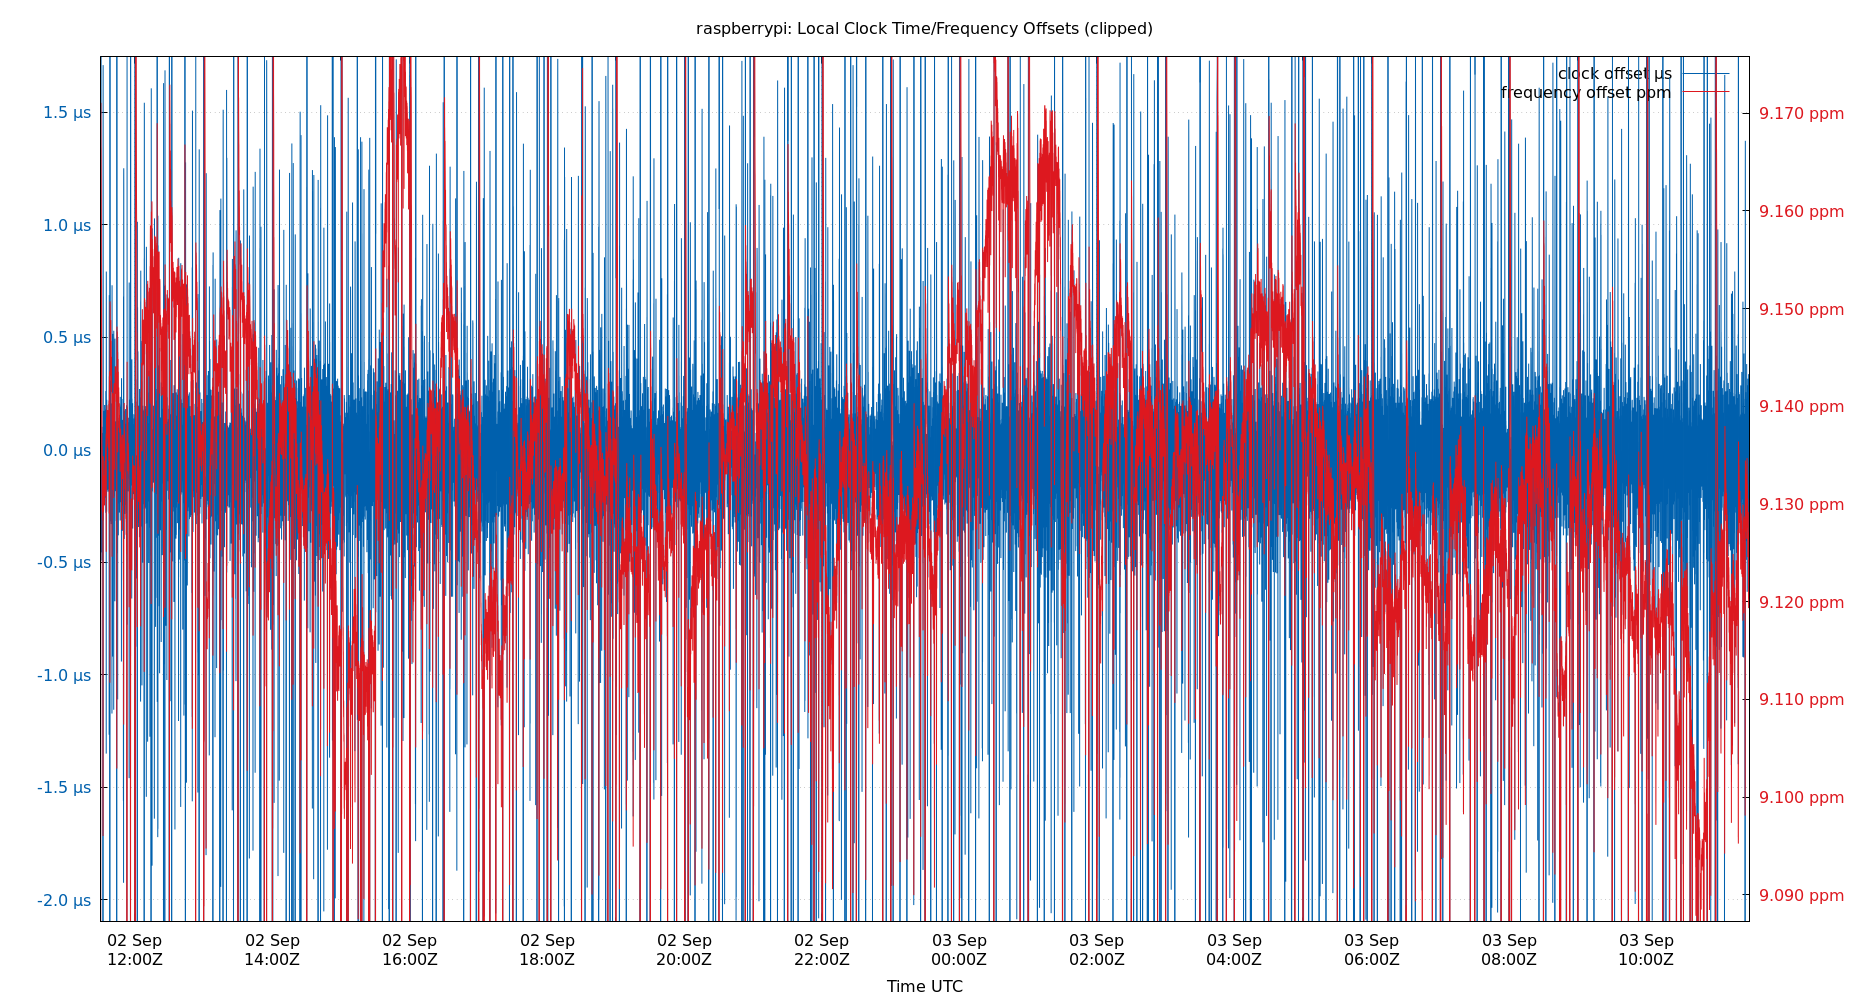 raspberrypi: Local Clock Time/Frequency Offsets (clipped)
clock offset µs
frequency offset ppm
1.5 µs
1.0 µs
0.5 µs
0.0 µs
-0.5 µs
-1.0 µs
-1.5 µs
-2.0 µs
9.170 ppm
9.160 ppm
9.150 ppm
9.140 ppm
9.130 ppm
9.120 ppm
9.110 ppm
9.100 ppm
9.090 ppm
02 Sep 02 Sep 02 Sep 02 Sep 02 Sep 02 Sep 03 Sep 03 Sep 03 Sep 03 Sep 03 Sep 03 Sep
12:00Z 14:00Z 16:00Z 18:00Z 20:00Z 22:00Z 00:00Z 02:00Z 04:00Z 06:00Z 08:00Z 10:00Z
Time UTC